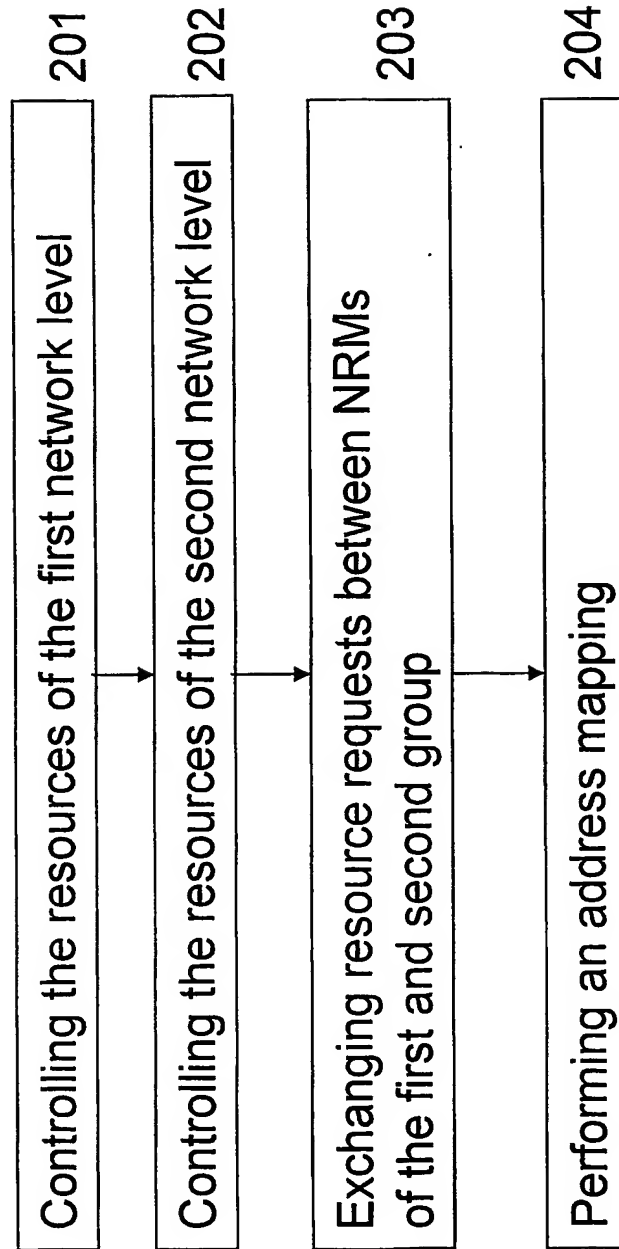 Controlling the resources of the first network level 201
Controlling the resources of the second network level 202
Exchanging resource requests between NRMs
of the first and second group 203
Performing an address mapping 204